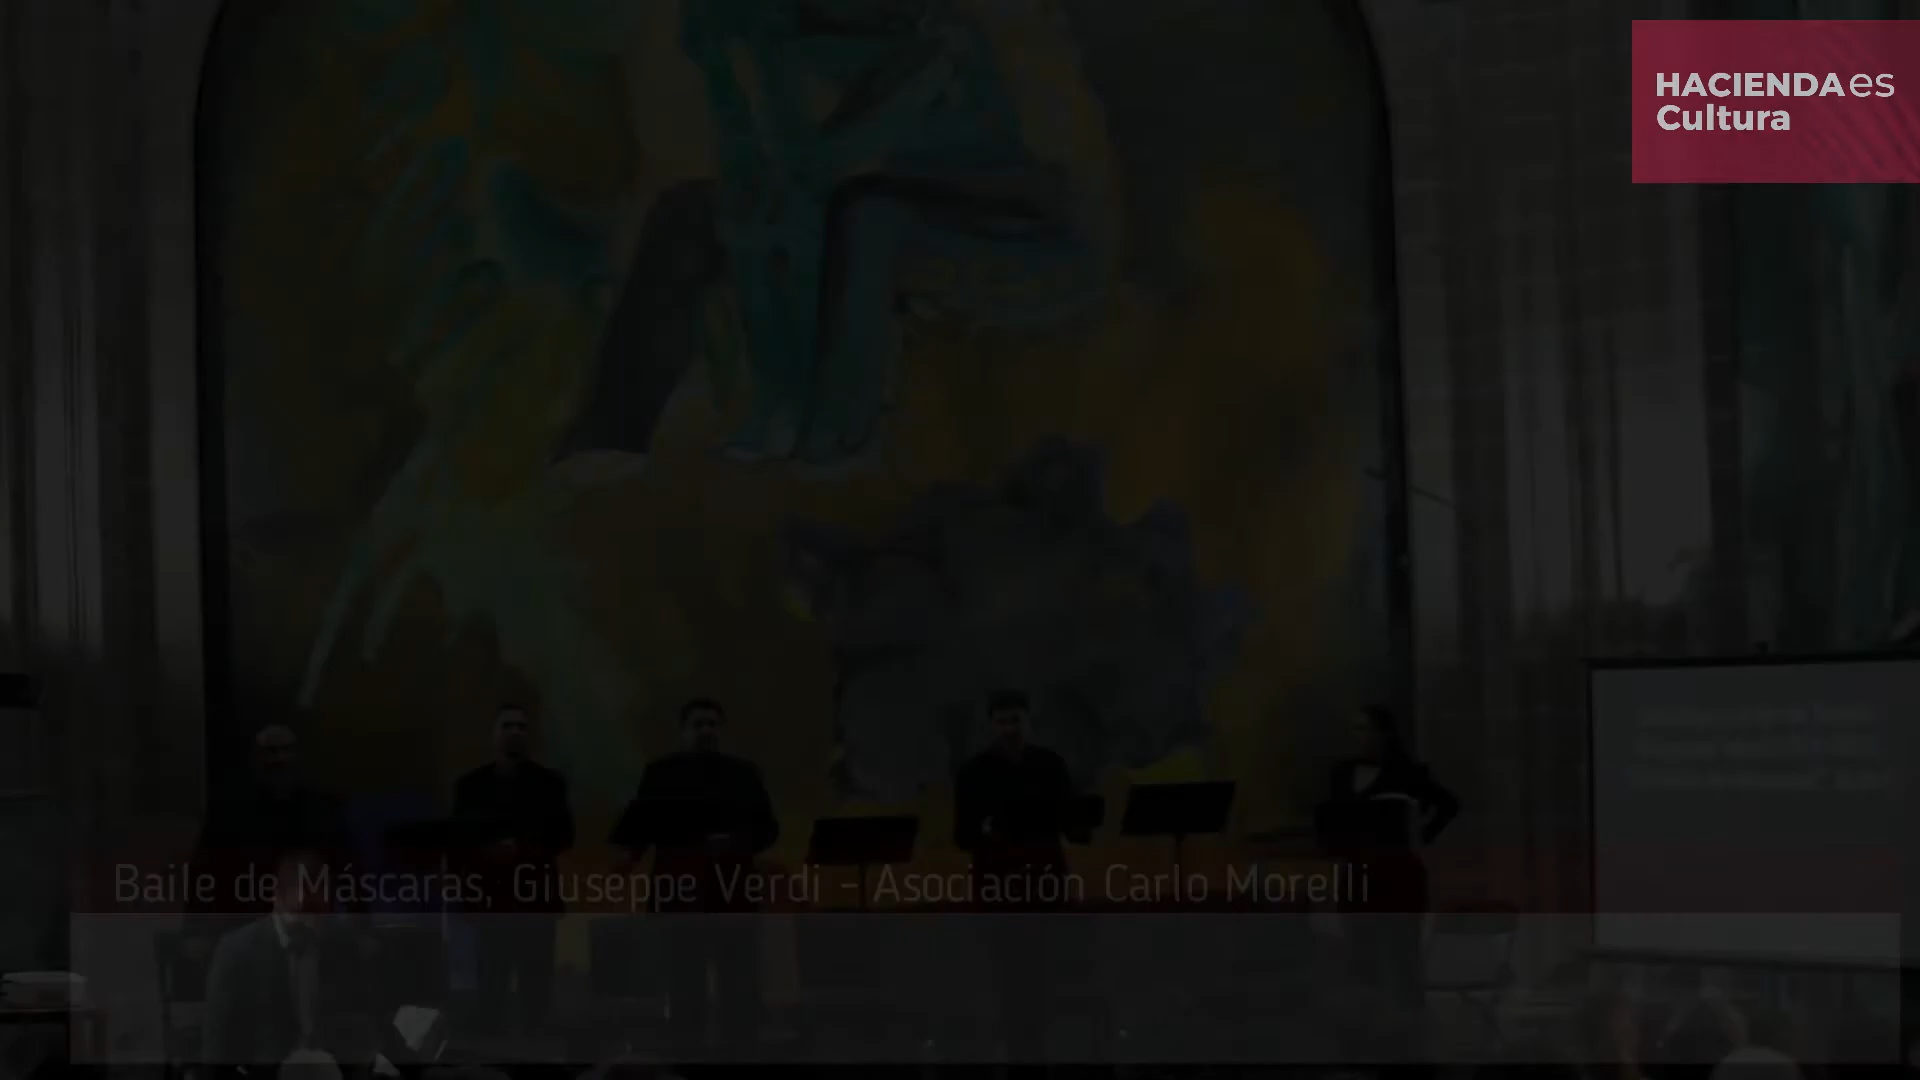 HACIENDA es
Cultura
Baile de Máscaras, Giuseppe Verdi - Asociación Carlo Morelli